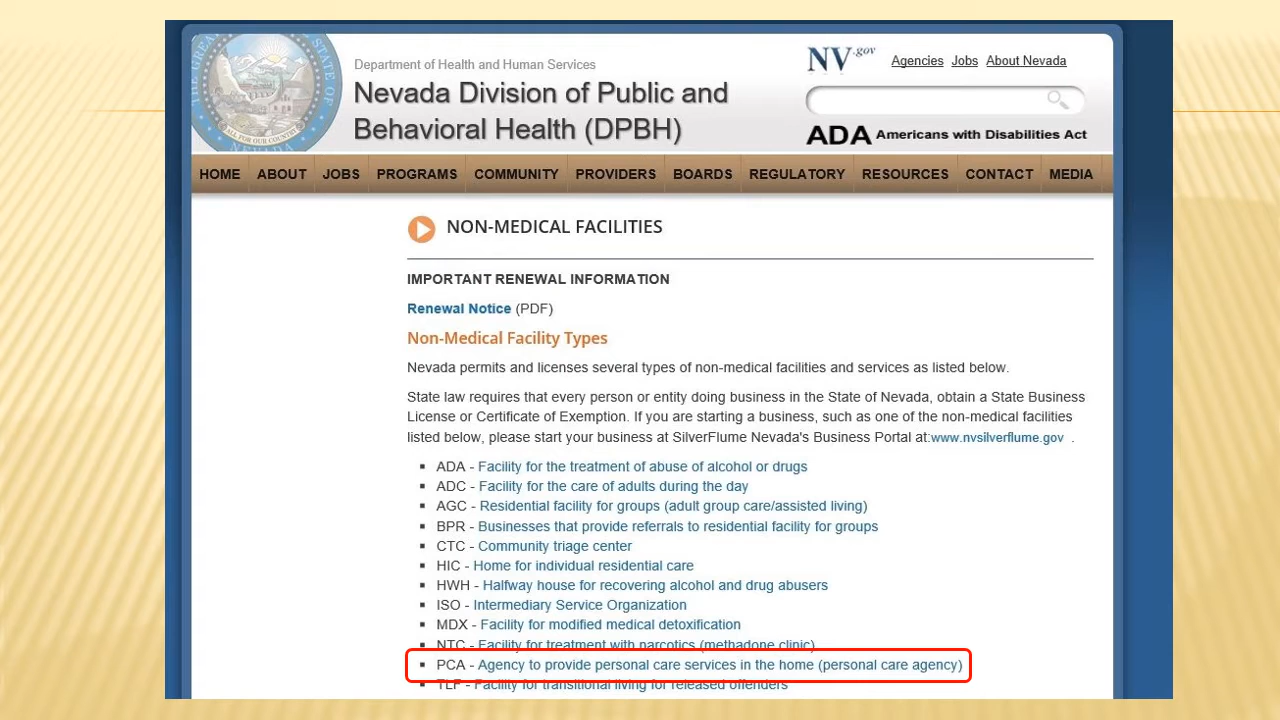 Department of Health and Human Services
Nevada Division of Public and
Behavioral Health (DPBH)
NV.gov Agencies Jobs About Nevada
ADA Americans with Disabilities Act
ALL FOR OUR COUNTRY
NEVADA
HOME ABOUT JOBS PROGRAMS COMMUNITY PROVIDERS BOARDS REGULATORY RESOURCES CONTACT MEDIA
NON-MEDICAL FACILITIES
IMPORTANT RENEWAL INFORMATION
Renewal Notice (PDF)
Non-Medical Facility Types
Nevada permits and licenses several types of non-medical facilities and services as listed below.
State law requires that every person or entity doing business in the State of Nevada, obtain a State Business
License or Certificate of Exemption. If you are starting a business, such as one of the non-medical facilities
listed below, please start your business at SilverFlume Nevada's Business Portal at:www.nvsilverflume.gov .
ADA - Facility for the treatment of abuse of alcohol or drugs
ADC - Facility for the care of adults during the day
AGC - Residential facility for groups (adult group care/assisted living)
BPR - Businesses that provide referrals to residential facility for groups
CTC - Community triage center
HIC - Home for individual residential care
HWH - Halfway house for recovering alcohol and drug abusers
ISO - Intermediary Service Organization
MDX - Facility for modified medical detoxification
NTC - Facility for treatment with narcotics (methadone clinic)
PCA - Agency to provide personal care services in the home (personal care agency)
TLF - Facility for transitional living for released offenders